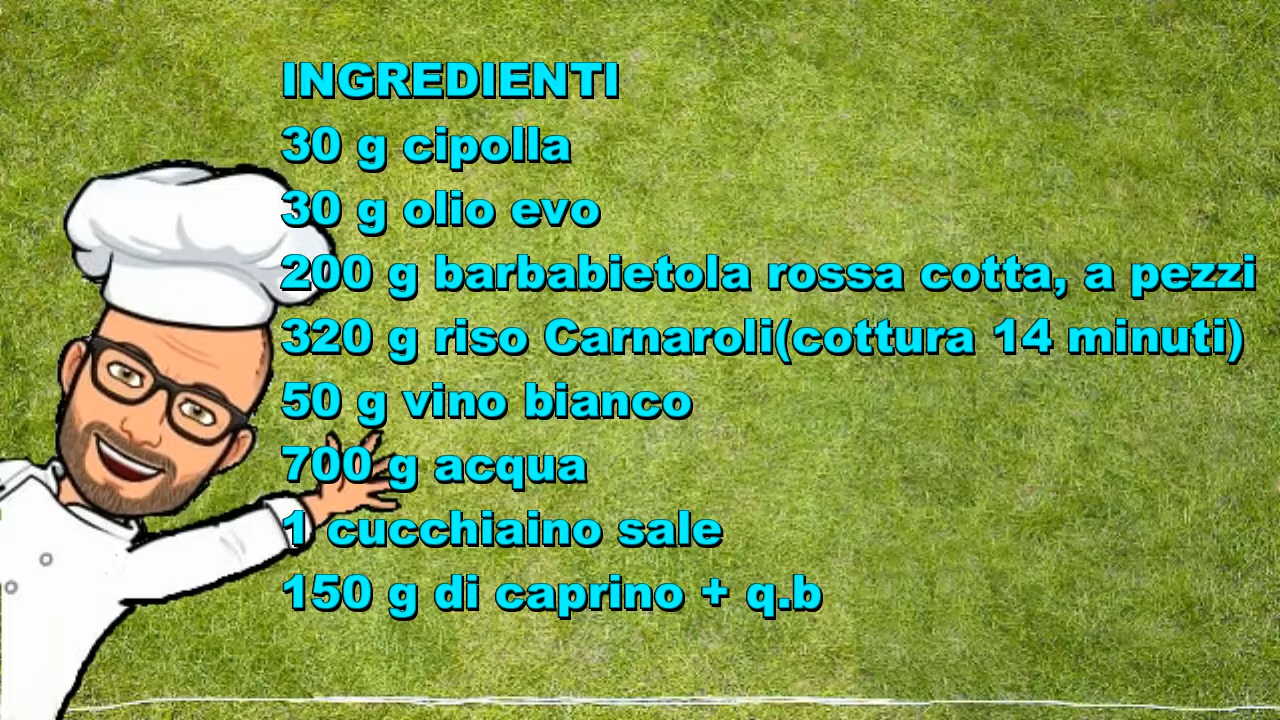 INGREDIENTI
30 g cipolla
30 g olio evo
200 g barbabietola rossa cotta, a pezzi
320 g riso Carnaroli(cottura 14 minuti)
50 g vino bianco
700 g acqua
1 cucchiaino sale
150 g di caprino + q.b